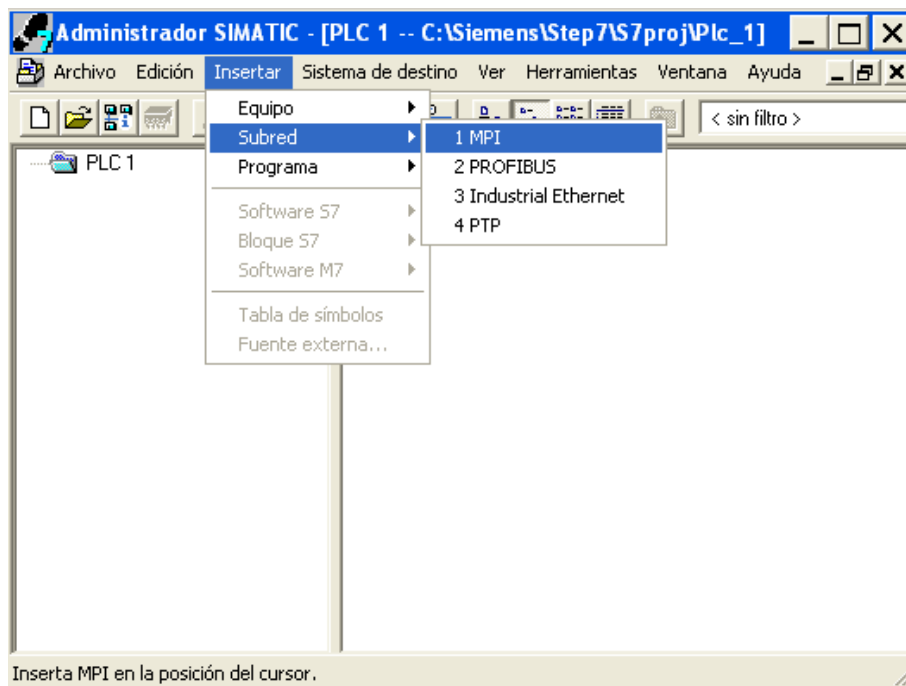 Administrador SIMATIC - [PLC 1 -- C:\Siemens\Step7\S7proj\Plc_1]
Archivo Edición Insertar Sistema de destino Ver Herramientas Ventana Ayuda
< sin filtro >
PLC 1
Equipo
Subred
Programa
Software S7
Bloque S7
Software M7
Tabla de símbolos
Fuente externa...
1 MPI
2 PROFIBUS
3 Industrial Ethernet
4 PTP
Inserta MPI en la posición del cursor.